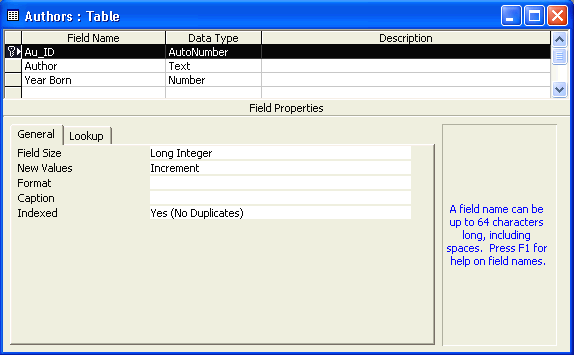 Authors : Table
Field Name Data Type Description
Au_ID AutoNumber
Author Text
Year Born Number
Field Properties
General Lookup
Field Size Long Integer
New Values Increment
Format
Caption
Indexed Yes (No Duplicates)
A field name can be
up to 64 characters
long, including
spaces. Press F1 for
help on field names.